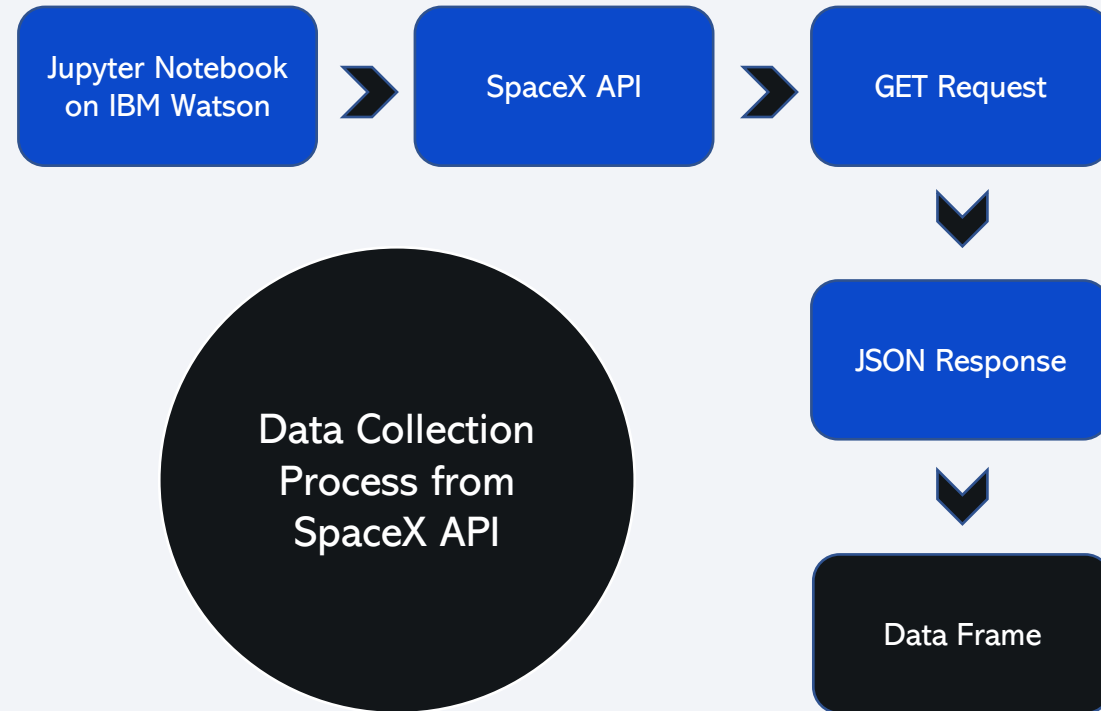 Jupyter Notebook
on IBM Watson
SpaceX API
GET Request
JSON Response
Data Collection
Process from
SpaceX API
Data Frame